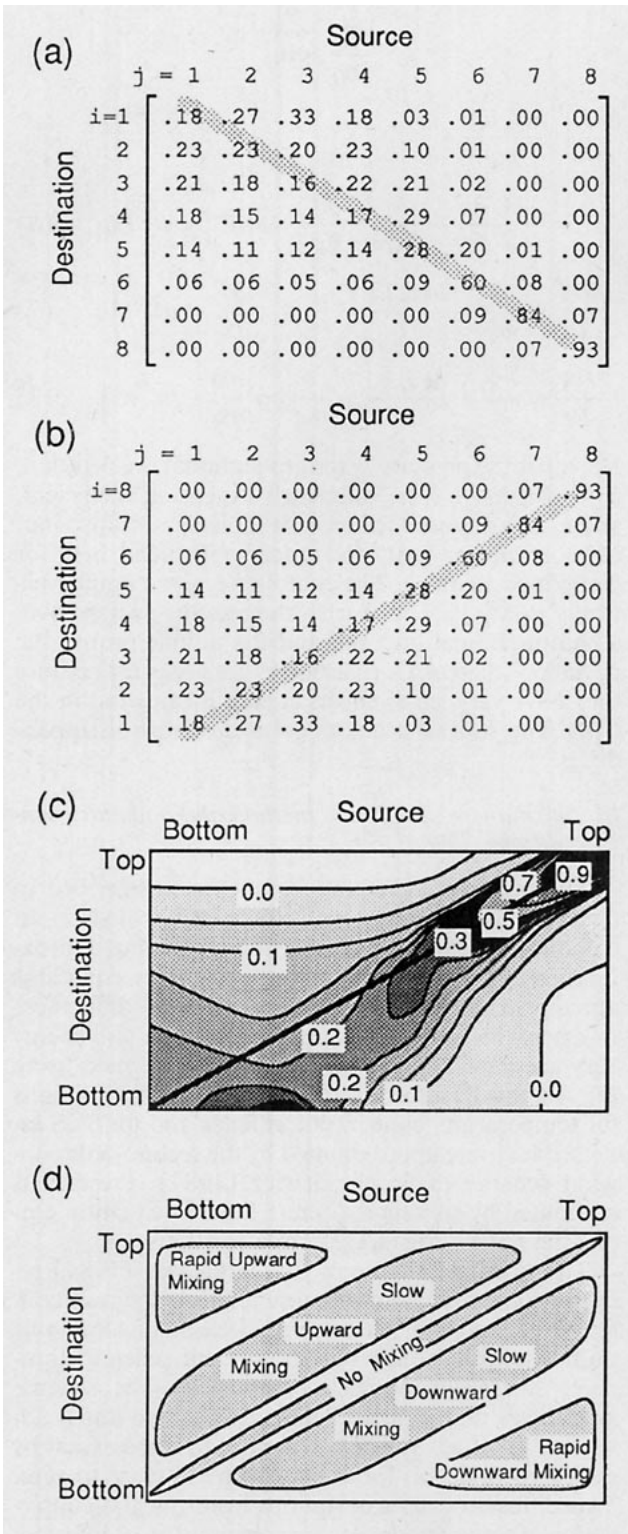 (a)
Source
j = 1 2 3 4 5 6 7 8
Destination
i=1 .18 .27 .33 .18 .03 .01 .00 .00
2 .23 .23 .20 .23 .10 .01 .00 .00
3 .21 .18 .16 .22 .21 .02 .00 .00
4 .18 .15 .14 .17 .29 .07 .00 .00
5 .14 .11 .12 .14 .28 .20 .01 .00
6 .06 .06 .05 .06 .09 .60 .08 .00
7 .00 .00 .00 .00 .00 .09 .84 .07
8 .00 .00 .00 .00 .00 .00 .07 .93
(b)
Source
j = 1 2 3 4 5 6 7 8
Destination
i=8 .00 .00 .00 .00 .00 .00 .07 .93
7 .00 .00 .00 .00 .00 .09 .84 .07
6 .06 .06 .05 .06 .09 .60 .08 .00
5 .14 .11 .12 .14 .28 .20 .01 .00
4 .18 .15 .14 .17 .29 .07 .00 .00
3 .21 .18 .16 .22 .21 .02 .00 .00
2 .23 .23 .20 .23 .10 .01 .00 .00
1 .18 .27 .33 .18 .03 .01 .00 .00
(c)
Source
Bottom Top
Top
Destination
Bottom
0.0
0.7 0.9
0.5
0.3
0.1
0.2
0.2
0.1
0.0
(d)
Source
Bottom Top
Top
Destination
Bottom
Rapid Upward
Mixing
Slow
Upward
Mixing
No Mixing
Slow
Downward
Mixing
Rapid
Downward Mixing